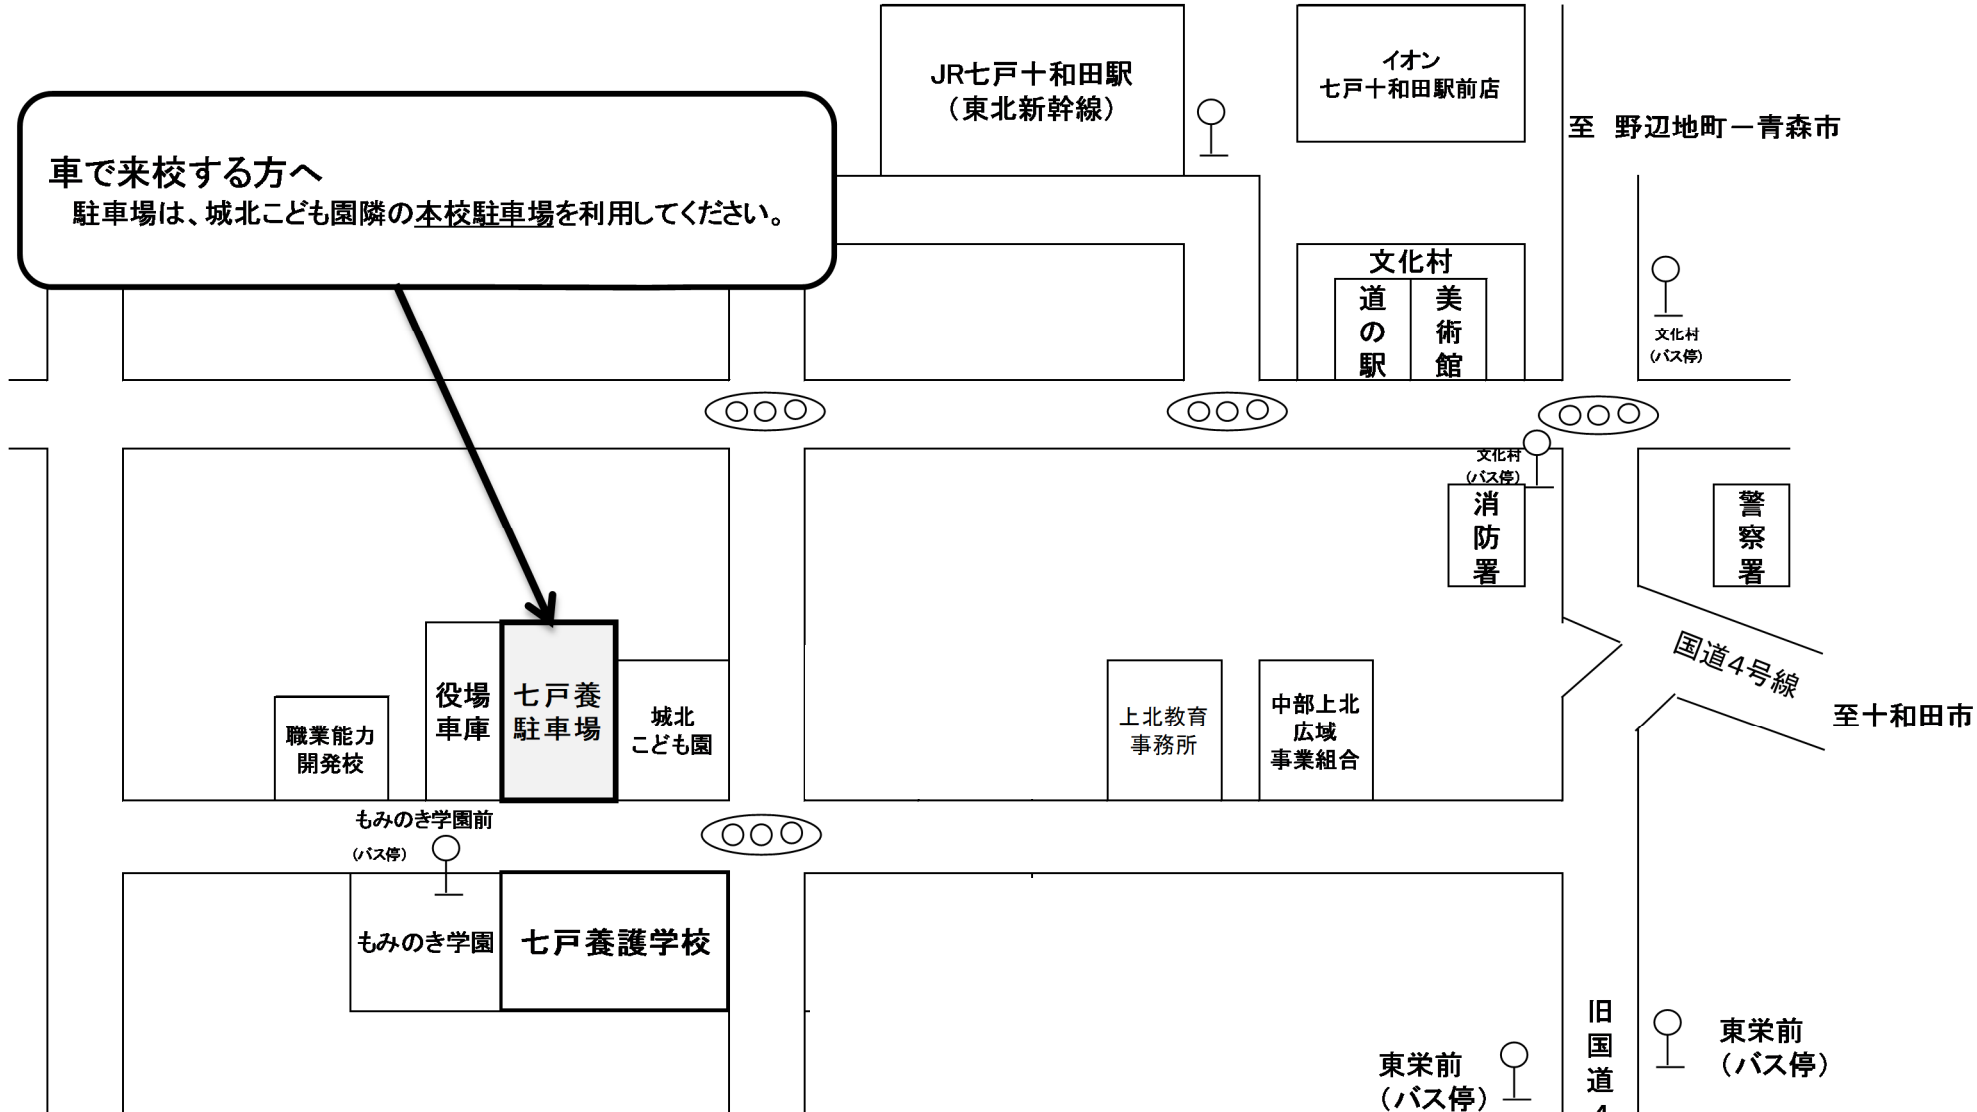 JR七戸十和田駅
(東北新幹線)
イオン
七戸十和田駅前店
至 野辺地町ー青森市
車で来校する方へ
駐車場は、城北こども園隣の本校駐車場を利用してください。
文化村
道の駅
美術館
文化村
(バス停)
文化村
(バス停)
消防署
警察署
国道4号線
至十和田市
役場
車庫
七戸養
駐車場
城北
こども園
職業能力
開発校
上北教育
事務所
中部上北
広域
事業組合
もみのき学園前
(バス停)
もみのき学園
七戸養護学校
旧国道
東栄前
(バス停)
東栄前
(バス停)